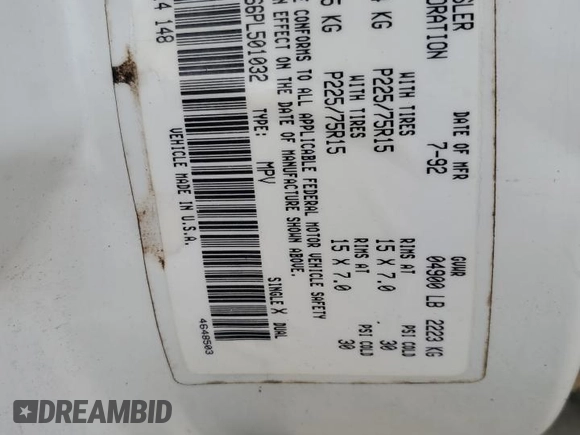 SLER
ORATION
DATE OF MFR
7-92
GVWR
04900 LB 2223 KG
KG
WITH TIRES
P225/75R15
RIMS AT
15 X 7.0
PSI COLD
30
KG
WITH TIRES
P225/75R15
RIMS AT
15 X 7.0
PSI COLD
30
CONFORMS TO ALL APPLICABLE FEDERAL MOTOR VEHICLE SAFETY
IN EFFECT ON THE DATE OF MANUFACTURE SHOWN ABOVE.
S6PL501032
TYPE: MPV
SINGLE X DUAL
4 148
VEHICLE MADE IN U.S.A.
4648503
DREAMBID